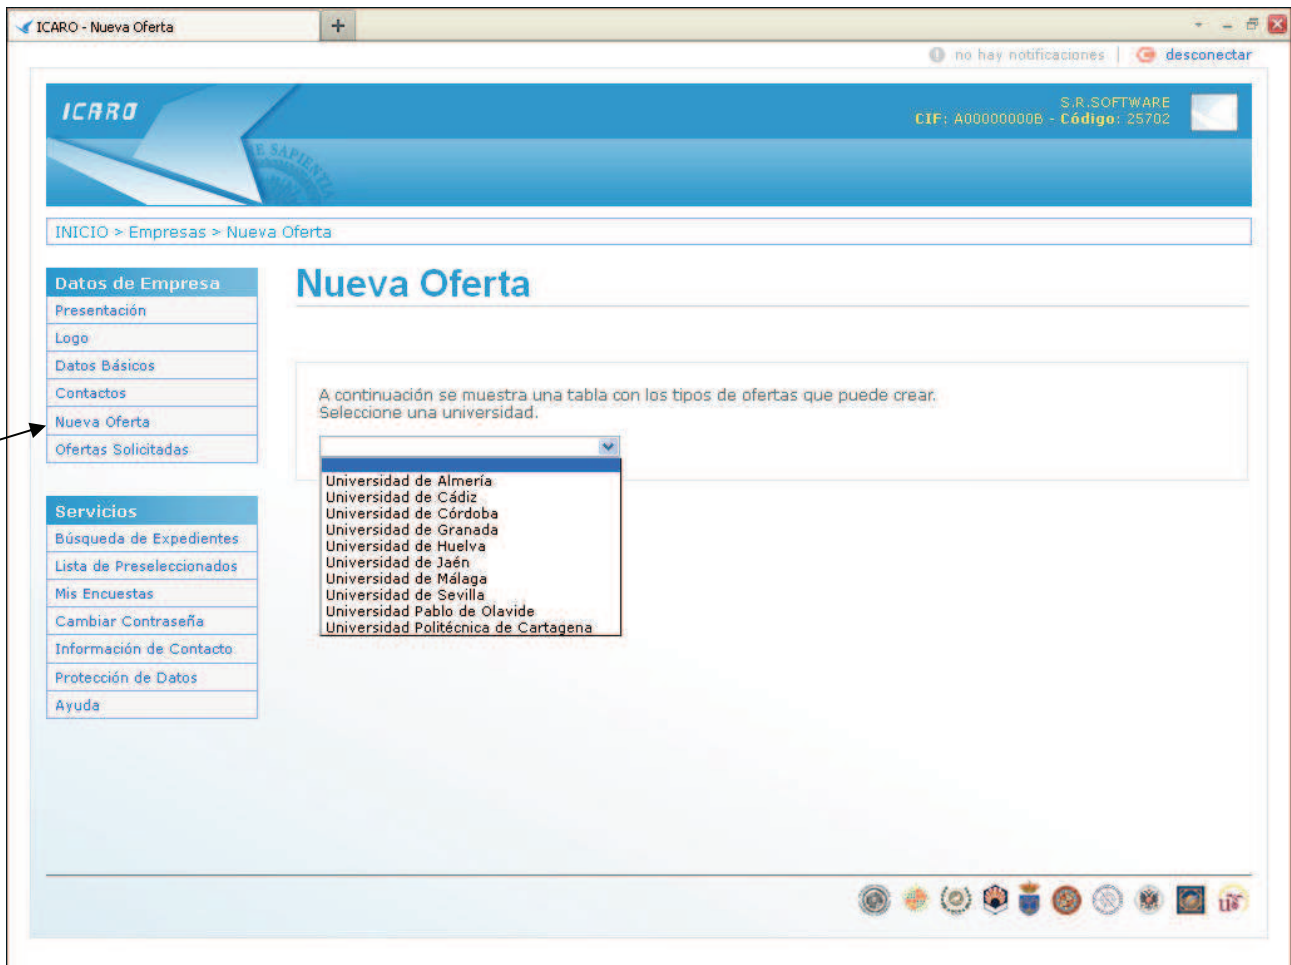 ICARO - Nueva Oferta
no hay notificaciones | desconectar
ICARO
S.R.SOFTWARE
CIF: A00000000B - Código: 25702
E SAPIENTIA
INICIO > Empresas > Nueva Oferta
Datos de Empresa
Presentación
Logo
Datos Básicos
Contactos
Nueva Oferta
Ofertas Solicitadas
Servicios
Búsqueda de Expedientes
Lista de Preseleccionados
Mis Encuestas
Cambiar Contraseña
Información de Contacto
Protección de Datos
Ayuda
Nueva Oferta
A continuación se muestra una tabla con los tipos de ofertas que puede crear.
Seleccione una universidad.
Universidad de Almería
Universidad de Cádiz
Universidad de Córdoba
Universidad de Granada
Universidad de Huelva
Universidad de Jaén
Universidad de Málaga
Universidad de Sevilla
Universidad Pablo de Olavide
Universidad Politécnica de Cartagena